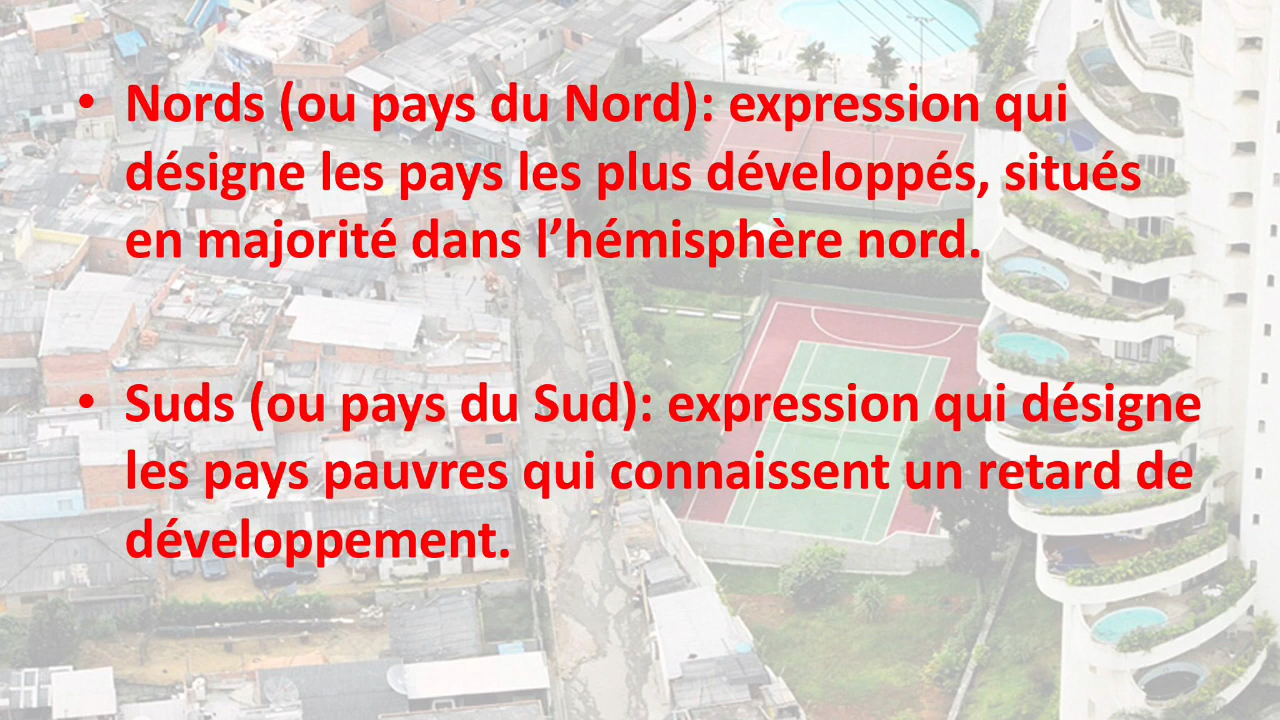 • Nords (ou pays du Nord): expression qui
désigne les pays les plus développés, situés
en majorité dans l’hémisphère nord.
• Suds (ou pays du Sud): expression qui désigne
les pays pauvres qui connaissent un retard de
développement.